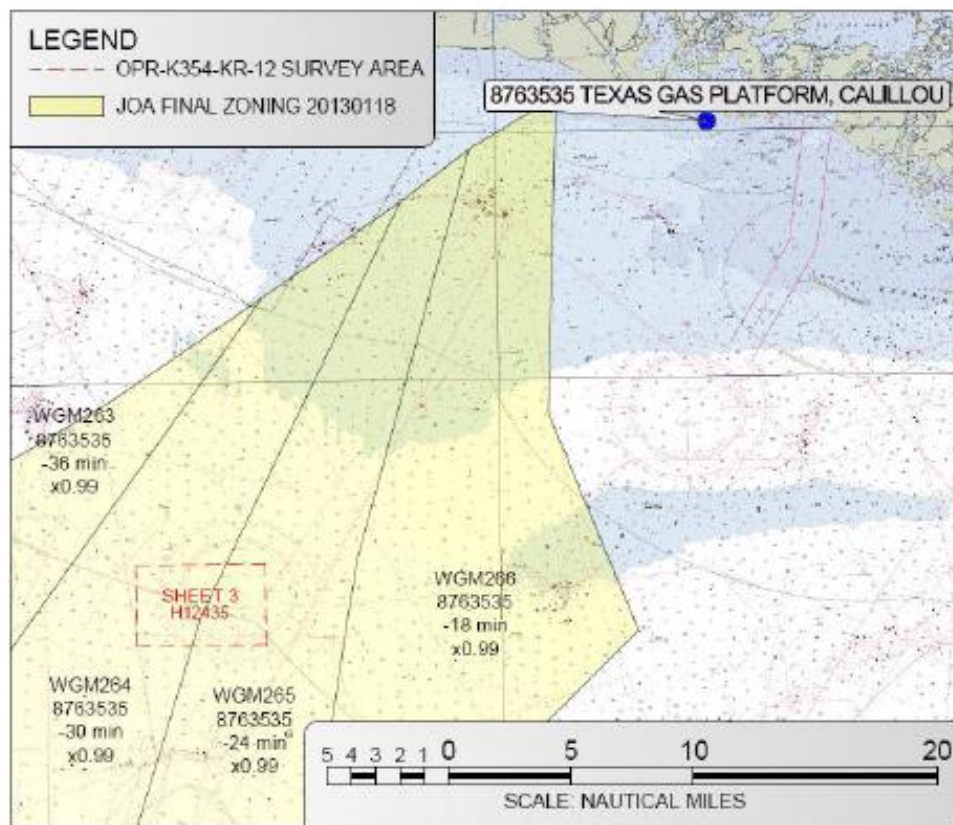 LEGEND
OPR-K354-KR-12 SURVEY AREA
JOA FINAL ZONING 20130118
8763535 TEXAS GAS PLATFORM, CALILLOU
WGM263
8763535
-36 min
x0.99
SHEET 3
H12435
WGM266
8763535
-18 min
x0.99
WGM264
8763535
-30 min
x0.99
WGM265
8763535
-24 min
x0.99
5 4 3 2 1 0 5 10 20
SCALE: NAUTICAL MILES